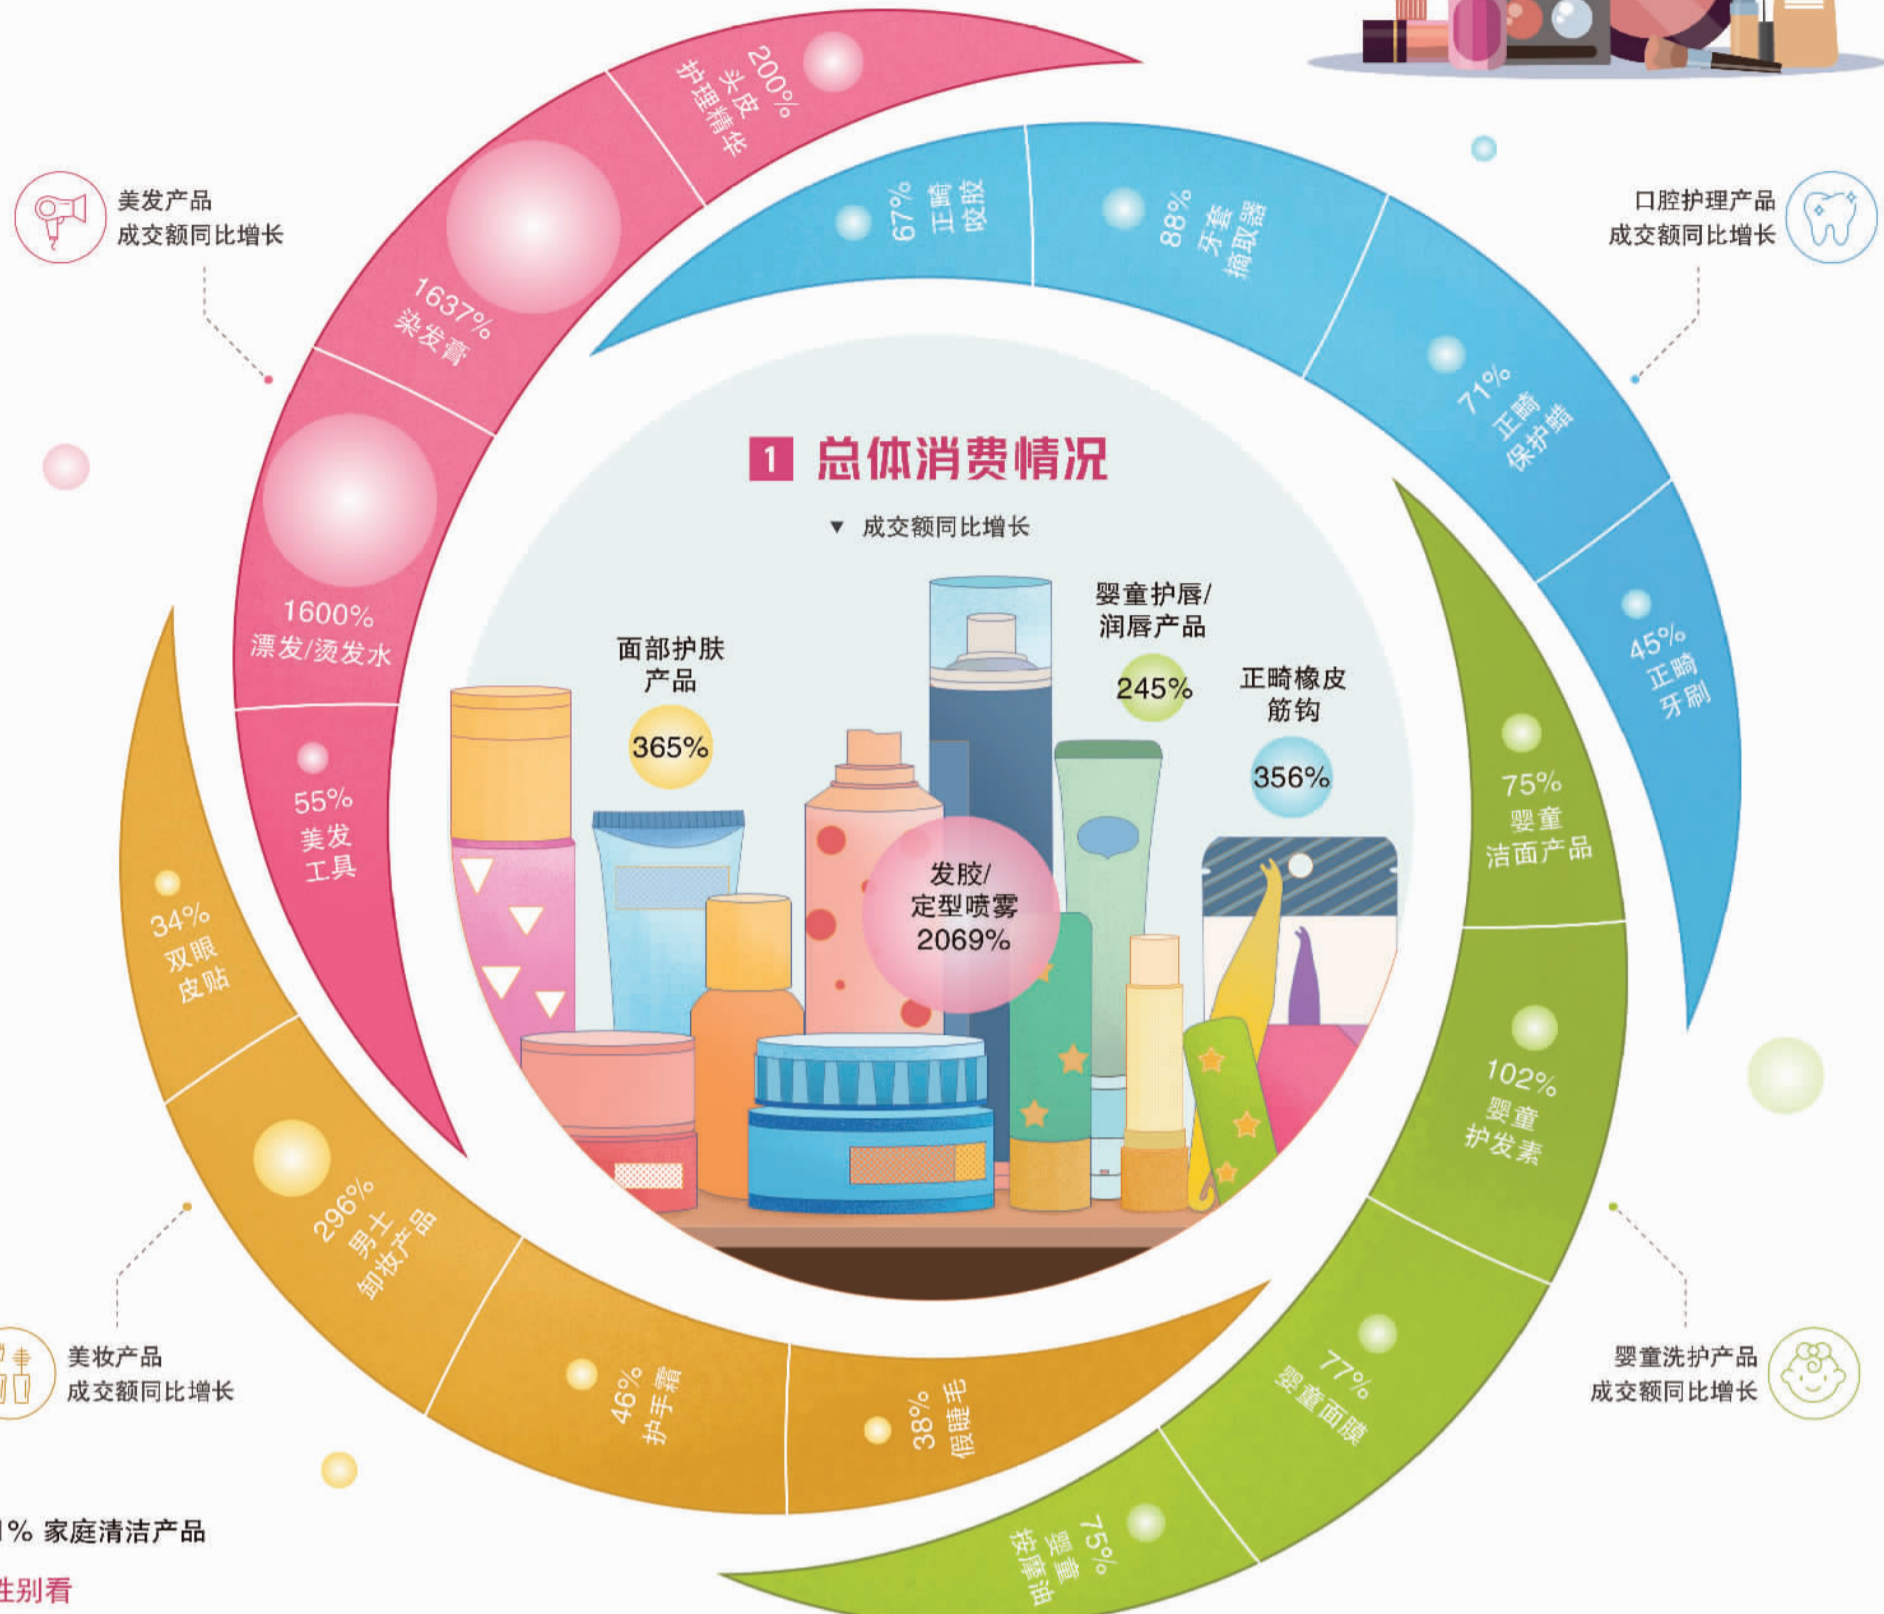 1 总体消费情况
▼ 成交额同比增长
面部护肤
产品
365%
婴童护唇/
润唇产品
245%
正畸橡皮
筋钩
356%
发胶/
定型喷雾
2069%
美发产品
成交额同比增长
200%
头皮
护理精华
1637%
染发膏
1600%
漂发/烫发水
55%
美发
工具
口腔护理产品
成交额同比增长
67%
正畸
咬胶
88%
牙套
摘取器
71%
正畸
保护蜡
45%
正畸
牙刷
美妆产品
成交额同比增长
34%
双眼
皮贴
296%
男士
卸妆产品
46%
护手霜
38%
假睫毛
婴童洗护产品
成交额同比增长
75%
婴童
洁面产品
102%
婴童
护发素
77%
婴童面膜
75%
婴童
按摩油
% 家庭清洁产品
性别看